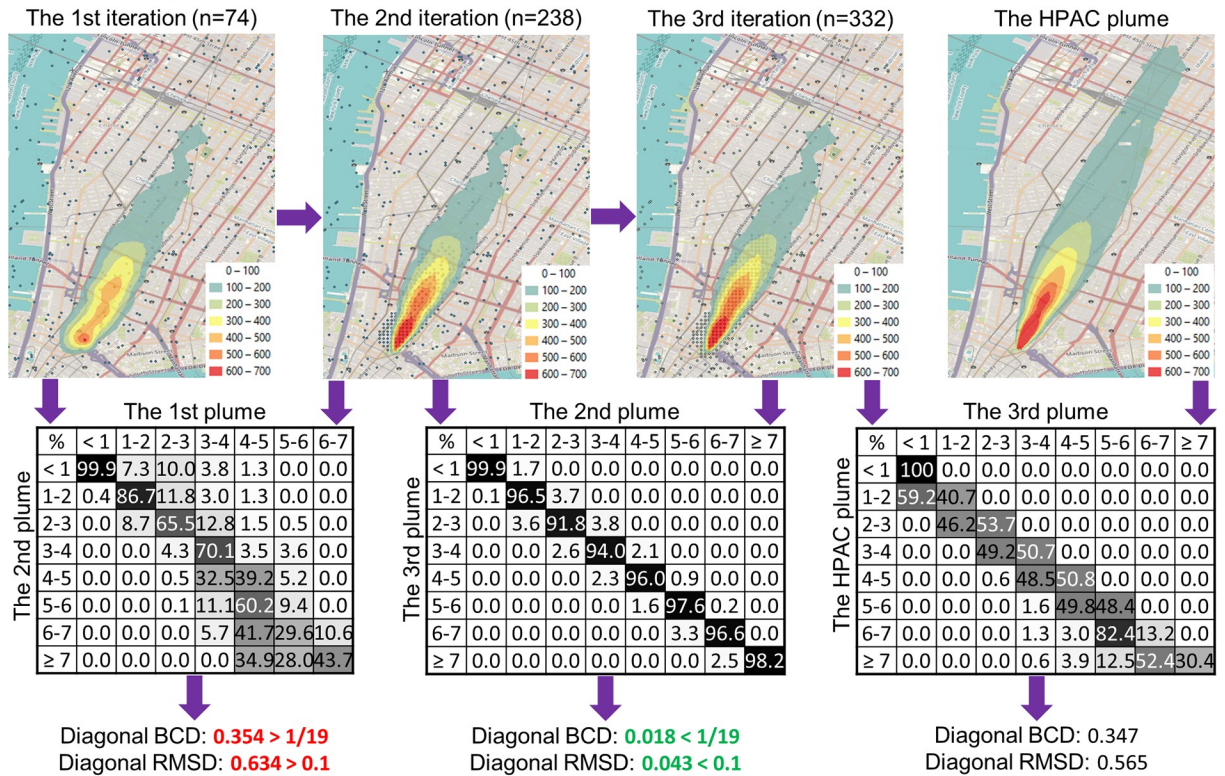 The 1st iteration (n=74)
The 2nd iteration (n=238)
The 3rd iteration (n=332)
The HPAC plume
Chelsea
Madison Street
0 – 100
100 – 200
200 – 300
300 – 400
400 – 500
500 – 600
600 – 700
Madison Street
0 – 100
100 – 200
200 – 300
300 – 400
400 – 500
500 – 600
600 – 700
Madison Street
0 – 100
100 – 200
200 – 300
300 – 400
400 – 500
500 – 600
600 – 700
Chelsea
Madison Street
0 – 100
100 – 200
200 – 300
300 – 400
400 – 500
500 – 600
600 – 700
The 1st plume
The 2nd plume
% < 1 1-2 2-3 3-4 4-5 5-6 6-7
< 1 99.9 7.3 10.0 3.8 1.3 0.0 0.0
1-2 0.4 86.7 11.8 3.0 1.3 0.0 0.0
2-3 0.0 8.7 65.5 12.8 1.5 0.5 0.0
3-4 0.0 0.0 4.3 70.1 3.5 3.6 0.0
4-5 0.0 0.0 0.5 32.5 39.2 5.2 0.0
5-6 0.0 0.0 0.1 11.1 60.2 9.4 0.0
6-7 0.0 0.0 0.0 5.7 41.7 29.6 10.6
≥ 7 0.0 0.0 0.0 0.0 34.9 28.0 43.7
Diagonal BCD: 0.354 > 1/19
Diagonal RMSD: 0.634 > 0.1
The 2nd plume
The 3rd plume
% < 1 1-2 2-3 3-4 4-5 5-6 6-7 ≥ 7
< 1 99.9 1.7 0.0 0.0 0.0 0.0 0.0 0.0
1-2 0.1 96.5 3.7 0.0 0.0 0.0 0.0 0.0
2-3 0.0 3.6 91.8 3.8 0.0 0.0 0.0 0.0
3-4 0.0 0.0 2.6 94.0 2.1 0.0 0.0 0.0
4-5 0.0 0.0 0.0 2.3 96.0 0.9 0.0 0.0
5-6 0.0 0.0 0.0 0.0 1.6 97.6 0.2 0.0
6-7 0.0 0.0 0.0 0.0 0.0 3.3 96.6 0.0
≥ 7 0.0 0.0 0.0 0.0 0.0 0.0 2.5 98.2
Diagonal BCD: 0.018 < 1/19
Diagonal RMSD: 0.043 < 0.1
The 3rd plume
The HPAC plume
% < 1 1-2 2-3 3-4 4-5 5-6 6-7 ≥ 7
< 1 100 0.0 0.0 0.0 0.0 0.0 0.0 0.0
1-2 59.2 40.7 0.0 0.0 0.0 0.0 0.0 0.0
2-3 0.0 46.2 53.7 0.0 0.0 0.0 0.0 0.0
3-4 0.0 0.0 49.2 50.7 0.0 0.0 0.0 0.0
4-5 0.0 0.0 0.6 48.5 50.8 0.0 0.0 0.0
5-6 0.0 0.0 0.0 1.6 49.8 48.4 0.0 0.0
6-7 0.0 0.0 0.0 1.3 3.0 82.4 13.2 0.0
≥ 7 0.0 0.0 0.0 0.6 3.9 12.5 52.4 30.4
Diagonal BCD: 0.347
Diagonal RMSD: 0.565